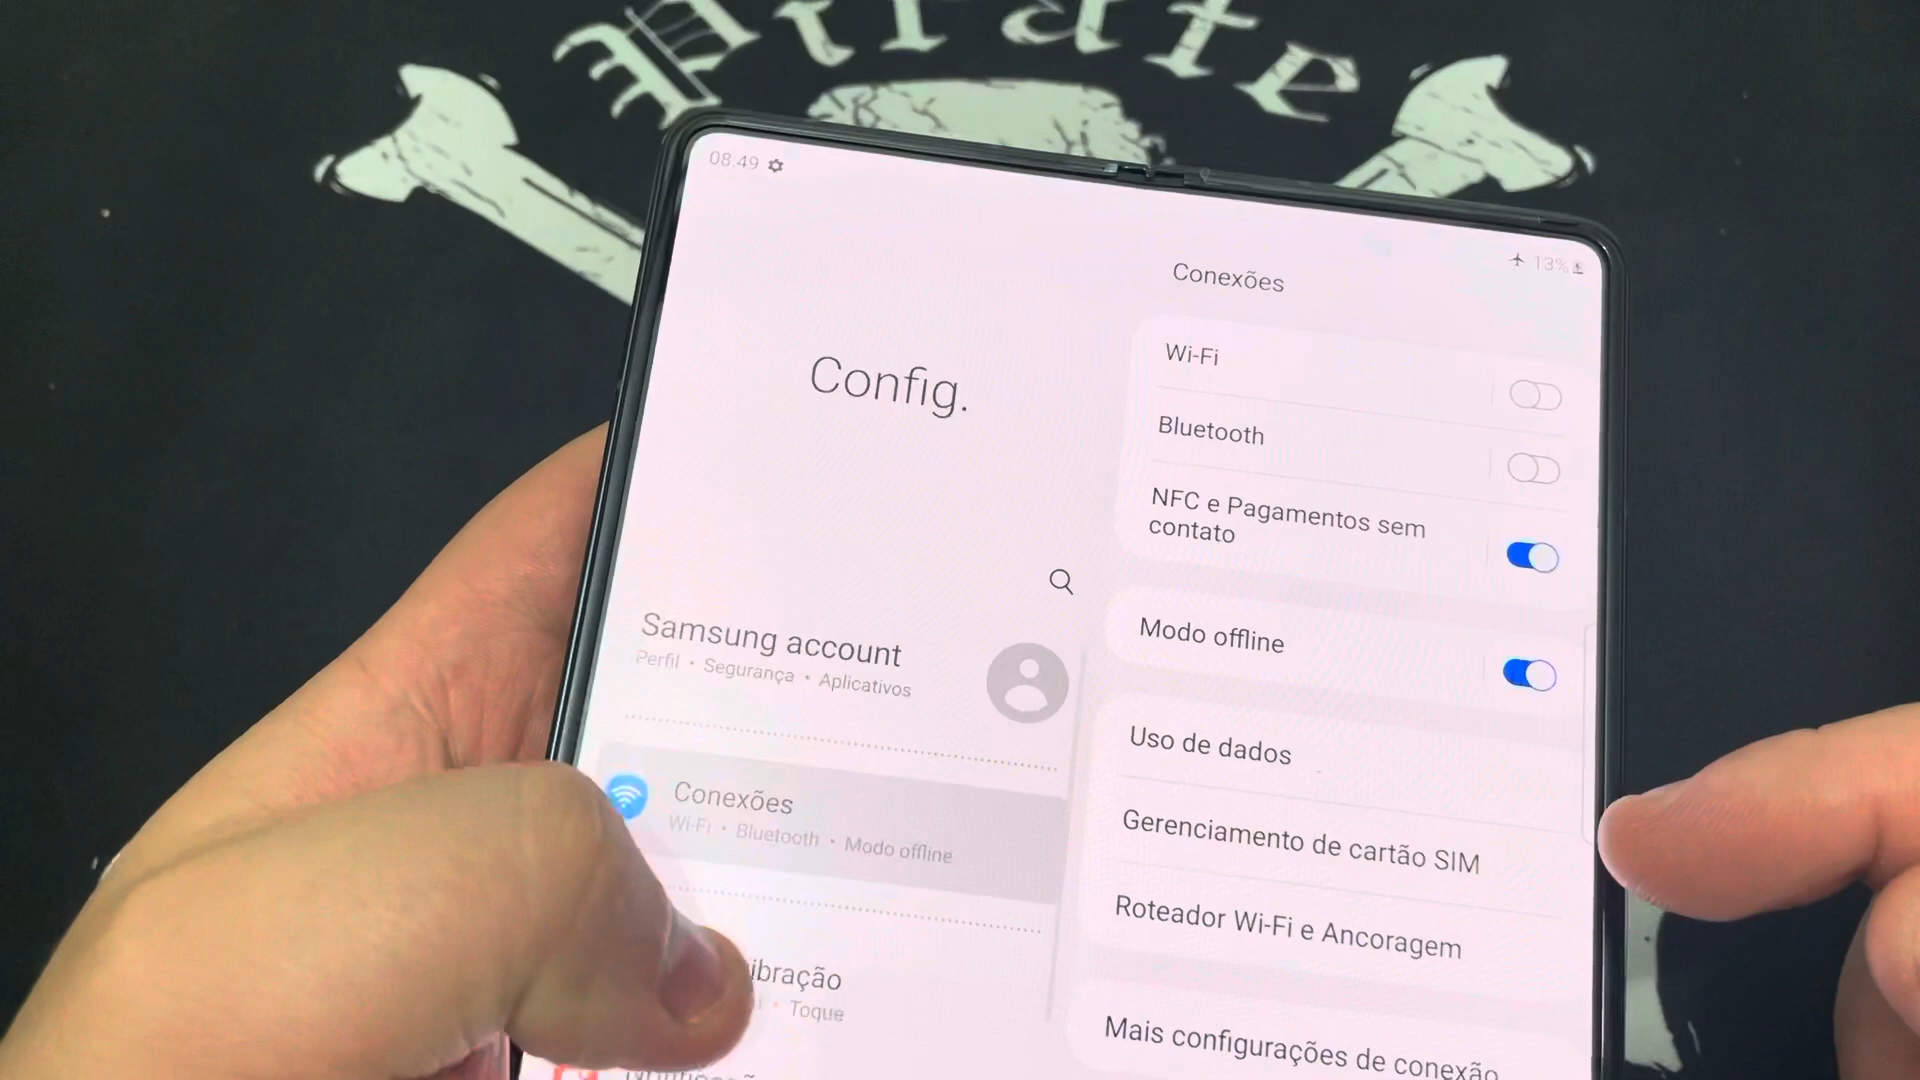 Pirate
08.49
13%
Conexões
Wi-Fi
Bluetooth
NFC e Pagamentos sem
contato
Modo offline
Uso de dados
Gerenciamento de cartão SIM
Roteador Wi-Fi e Ancoragem
Mais configurações de conexão
Config.
Samsung account
Perfil • Segurança • Aplicativos
Conexões
Wi-Fi • Bluetooth • Modo offline
ibração
Toque